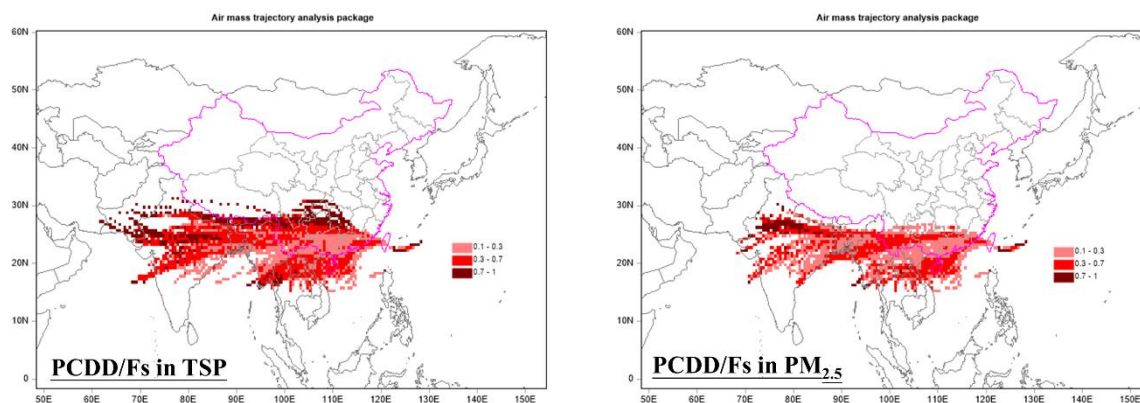 Air mass trajectory analysis package
60N
50N
40N
30N
20N
10N
0
50E 60E 70E 80E 90E 100E 110E 120E 130E 140E 150E
0.1 - 0.3
0.3 - 0.7
0.7 - 1
PCDD/Fs in TSP
Air mass trajectory analysis package
60N
50N
40N
30N
20N
10N
0
50E 60E 70E 80E 90E 100E 110E 120E 130E 140E 150E
0.1 - 0.3
0.3 - 0.7
0.7 - 1
PCDD/Fs in PM2.5